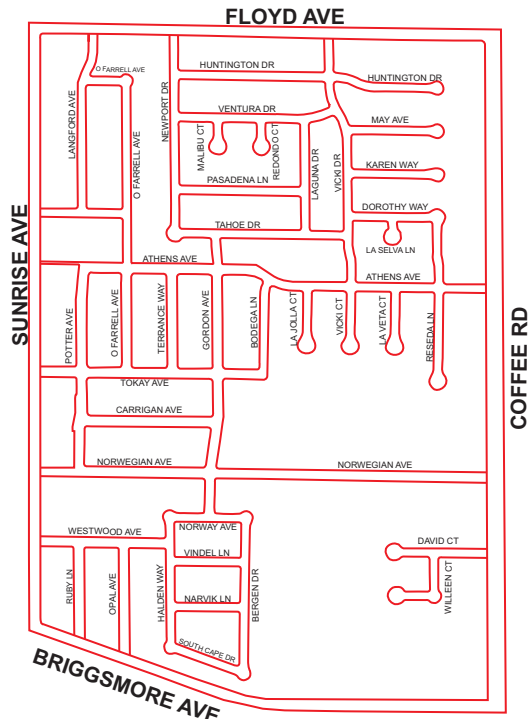 FLOYD AVE
O FARRELL AVE
HUNTINGTON DR
HUNTINGTON DR
LANGFORD AVE
O FARRELL AVE
NEWPORT DR
VENTURA DR
MAY AVE
MALIBU CT
REDONDO CT
LAGUNA DR
VICKI DR
KAREN WAY
PASADENA LN
DOROTHY WAY
TAHOE DR
LA SELVA LN
SUNRISE AVE
ATHENS AVE
ATHENS AVE
POTTER AVE
O FARRELL AVE
TERRANCE WAY
GORDON AVE
BODEGA LN
LA JOLLA CT
VICKI CT
LA VETA CT
RESEDA LN
COFFEE RD
TOKAY AVE
CARRIGAN AVE
NORWEGIAN AVE
NORWEGIAN AVE
WESTWOOD AVE
NORWAY AVE
DAVID CT
VINDEL LN
RUBY LN
OPAL AVE
HALDEN WAY
NARVIK LN
BERGEN DR
WILLEEN CT
SOUTH CAPE DR
BRIGGSMORE AVE